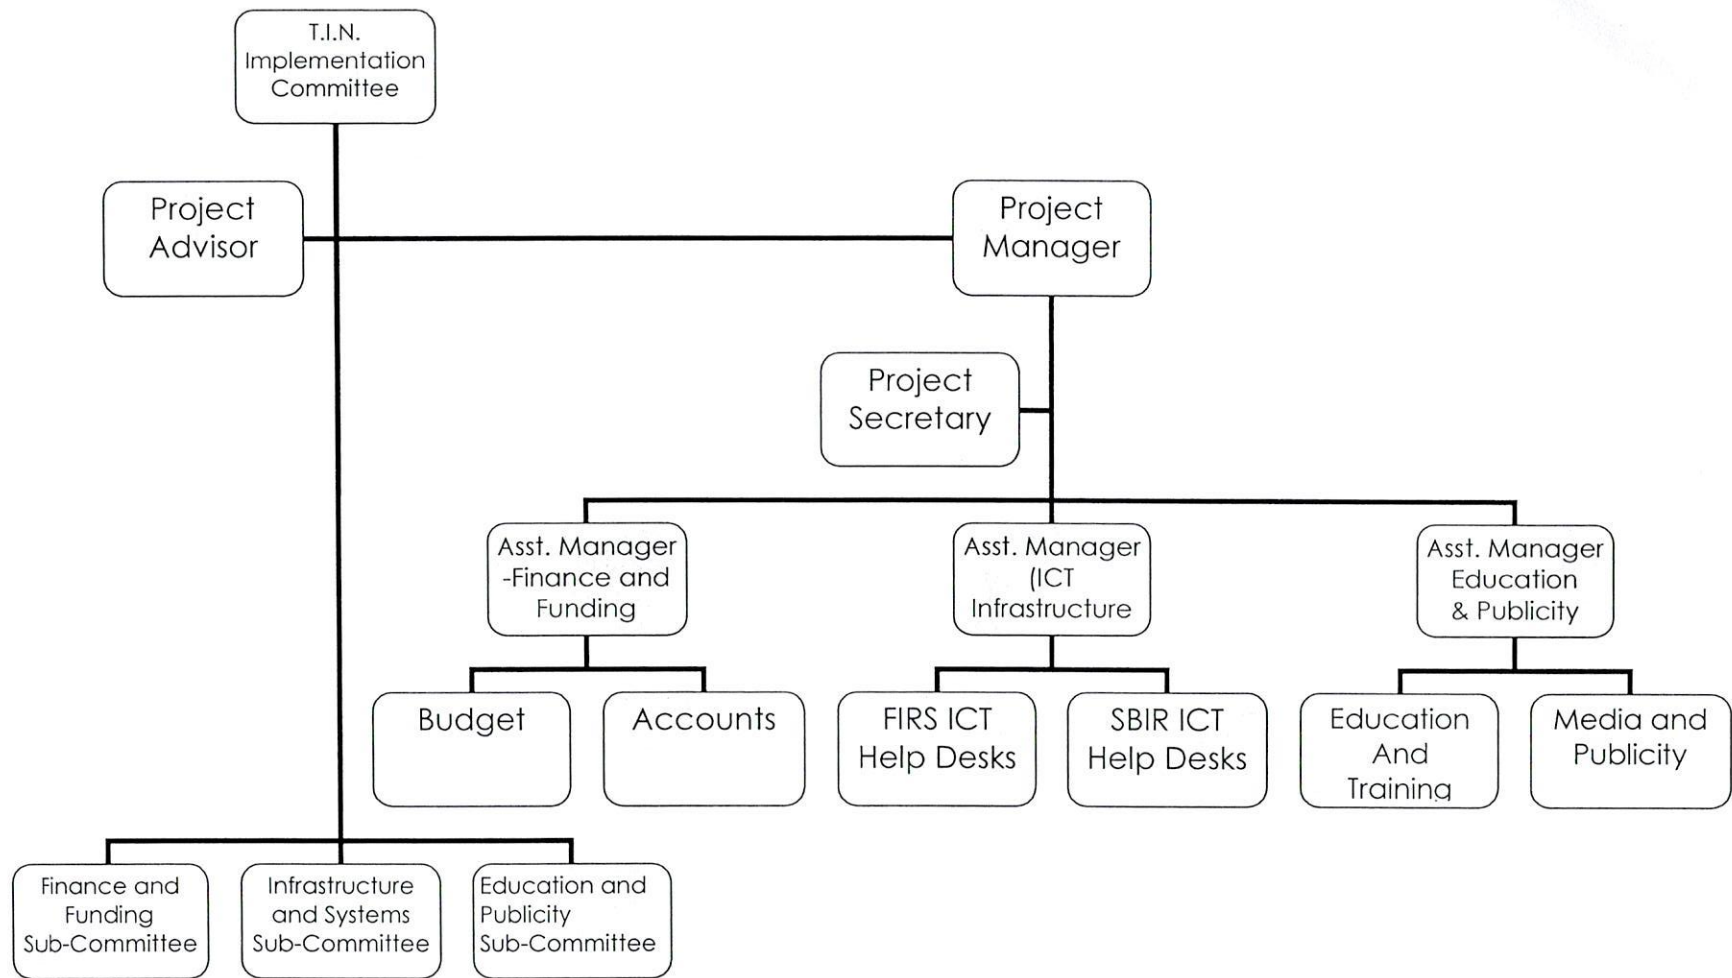 T.I.N.
Implementation
Committee
Project
Advisor
Project
Manager
Project
Secretary
Asst. Manager
-Finance and
Funding
Asst. Manager
(ICT
Infrastructure
Asst. Manager
Education
& Publicity
Budget
Accounts
FIRS ICT
Help Desks
SBIR ICT
Help Desks
Education
And
Training
Media and
Publicity
Finance and
Funding
Sub-Committee
Infrastructure
and Systems
Sub-Committee
Education and
Publicity
Sub-Committee